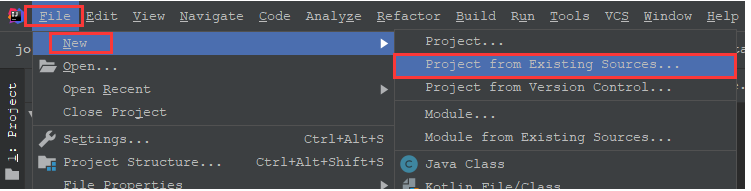 File Edit View Navigate Code Analyze Refactor Build Run Tools VCS Window Help
jo
New
Open...
Open Recent
Close Project
Settings... Ctrl+Alt+S
Project Structure... Ctrl+Alt+Shift+S
File Properties
Project...
Project from Existing Sources...
Project from Version Control...
Module...
Module from Existing Sources...
Java Class
Kotlin File/Class
1: Project